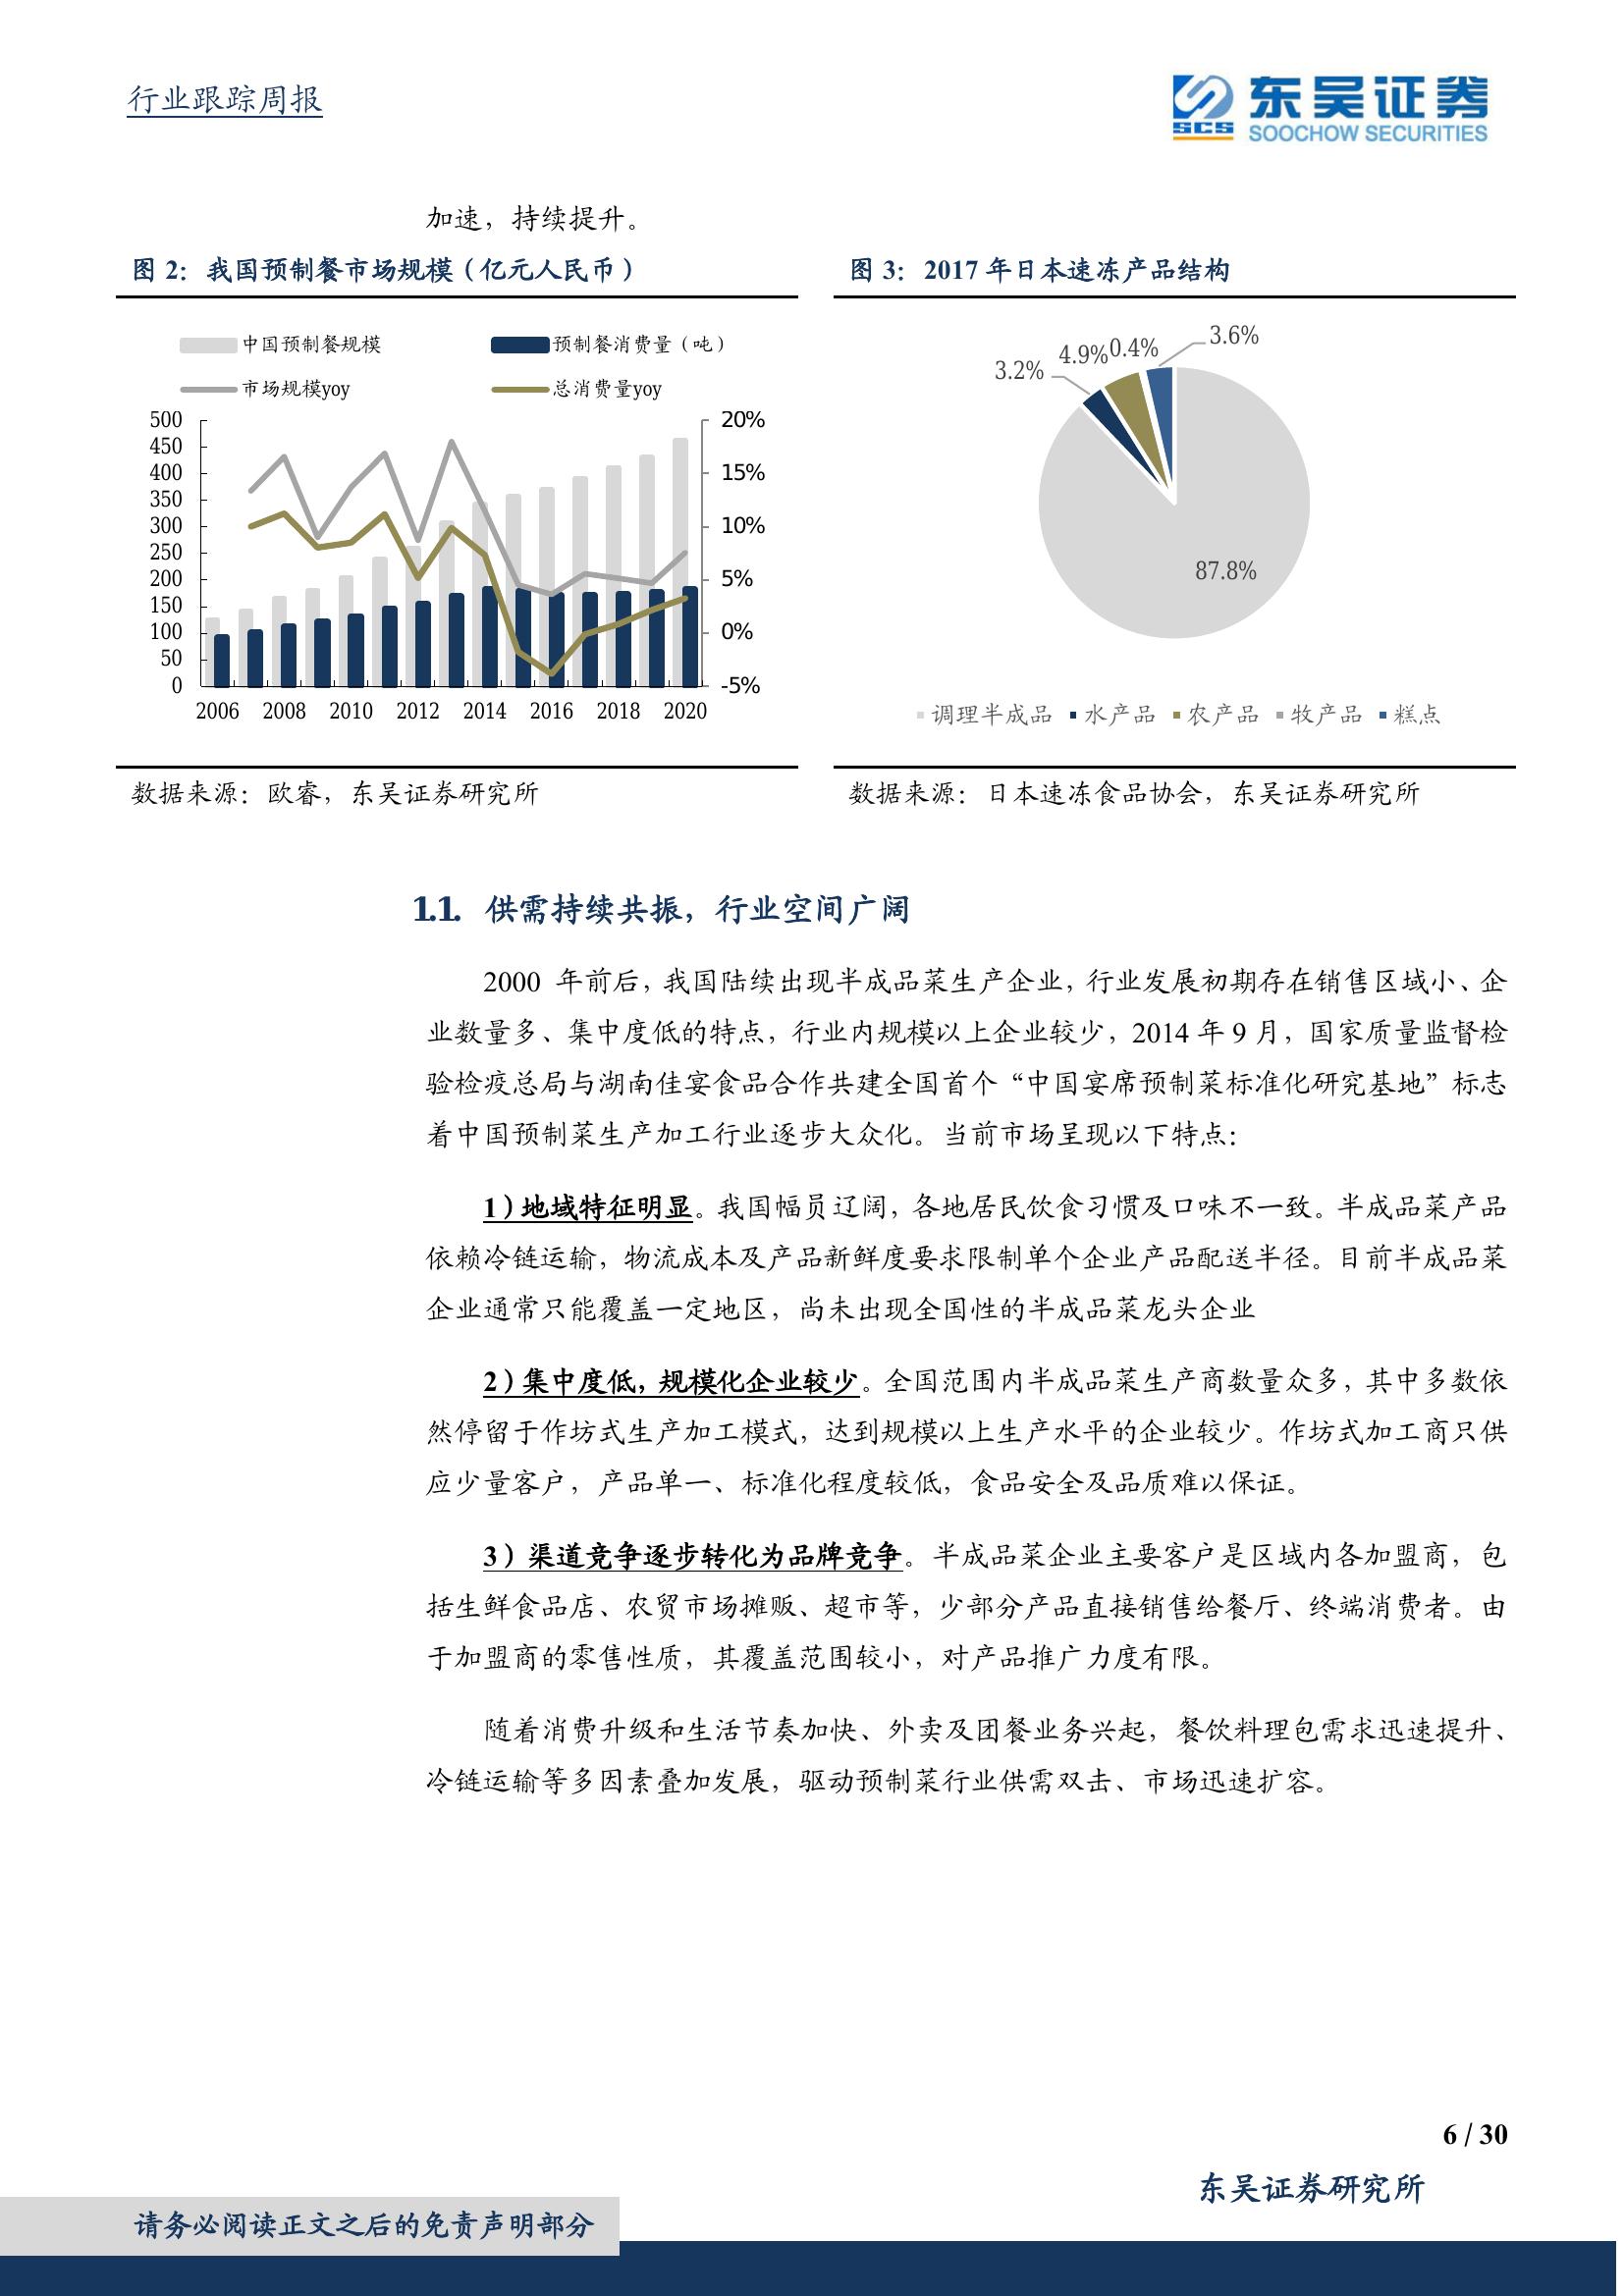 行业跟踪周报
SCS
东吴证券
SOOCHOW SECURITIES
加速，持续提升。
图 2：我国预制餐市场规模（亿元人民币）
中国预制餐规模
预制餐消费量（吨）
市场规模yoy
总消费量yoy
500
450
400
350
300
250
200
150
100
50
0
20%
15%
10%
5%
0%
-5%
2006 2008 2010 2012 2014 2016 2018 2020
数据来源：欧睿，东吴证券研究所
图 3：2017 年日本速冻产品结构
3.2%
4.9%
0.4%
3.6%
87.8%
调理半成品 水产品 农产品 牧产品 糕点
数据来源：日本速冻食品协会，东吴证券研究所
1.1. 供需持续共振，行业空间广阔
2000 年前后，我国陆续出现半成品菜生产企业，行业发展初期存在销售区域小、企
业数量多、集中度低的特点，行业内规模以上企业较少，2014 年 9 月，国家质量监督检
验检疫总局与湖南佳宴食品合作共建全国首个“中国宴席预制菜标准化研究基地”标志
着中国预制菜生产加工行业逐步大众化。当前市场呈现以下特点：
1）地域特征明显。我国幅员辽阔，各地居民饮食习惯及口味不一致。半成品菜产品
依赖冷链运输，物流成本及产品新鲜度要求限制单个企业产品配送半径。目前半成品菜
企业通常只能覆盖一定地区，尚未出现全国性的半成品菜龙头企业
2）集中度低，规模化企业较少。全国范围内半成品菜生产商数量众多，其中多数依
然停留于作坊式生产加工模式，达到规模以上生产水平的企业较少。作坊式加工商只供
应少量客户，产品单一、标准化程度较低，食品安全及品质难以保证。
3）渠道竞争逐步转化为品牌竞争。半成品菜企业主要客户是区域内各加盟商，包
括生鲜食品店、农贸市场摊贩、超市等，少部分产品直接销售给餐厅、终端消费者。由
于加盟商的零售性质，其覆盖范围较小，对产品推广力度有限。
随着消费升级和生活节奏加快、外卖及团餐业务兴起，餐饮料理包需求迅速提升、
冷链运输等多因素叠加发展，驱动预制菜行业供需双击、市场迅速扩容。
6 / 30
东吴证券研究所
请务必阅读正文之后的免责声明部分